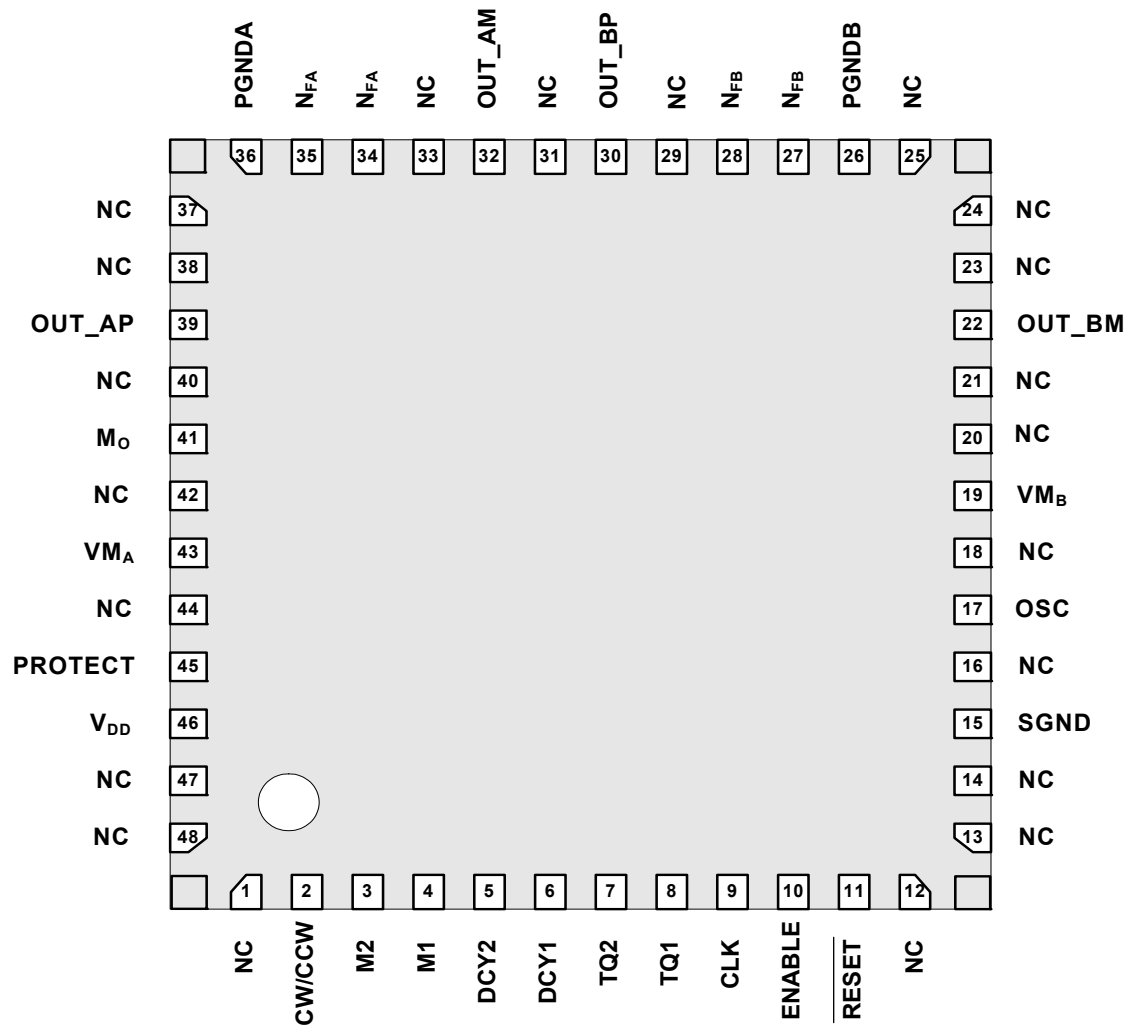 PGNDA
NFA
NFA
NC
OUT_AM
NC
OUT_BP
NC
NFB
NFB
PGNDB
NC
36 35 34 33 32 31 30 29 28 27 26 25
NC 37 24 NC
NC 38 23 NC
OUT_AP 39 22 OUT_BM
NC 40 21 NC
MO 41 20 NC
NC 42 19 VMB
VMA 43 18 NC
NC 44 17 OSC
PROTECT 45 16 NC
VDD 46 15 SGND
NC 47 14 NC
NC 48 13 NC
1 2 3 4 5 6 7 8 9 10 11 12
NC
CW/CCW
M2
M1
DCY2
DCY1
TQ2
TQ1
CLK
ENABLE
RESET
NC